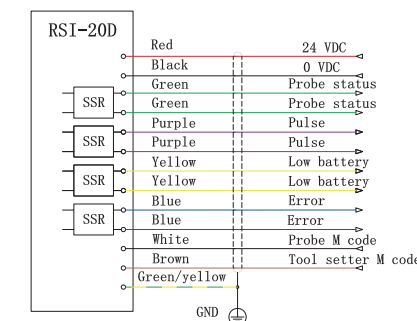 RSI-20D
Red 24 VDC
Black 0 VDC
SSR Green Probe status
Green Probe status
SSR Purple Pulse
Purple Pulse
SSR Yellow Low battery
Yellow Low battery
SSR Blue Error
Blue Error
White Probe M code
Brown Tool setter M code
Green/yellow
GND